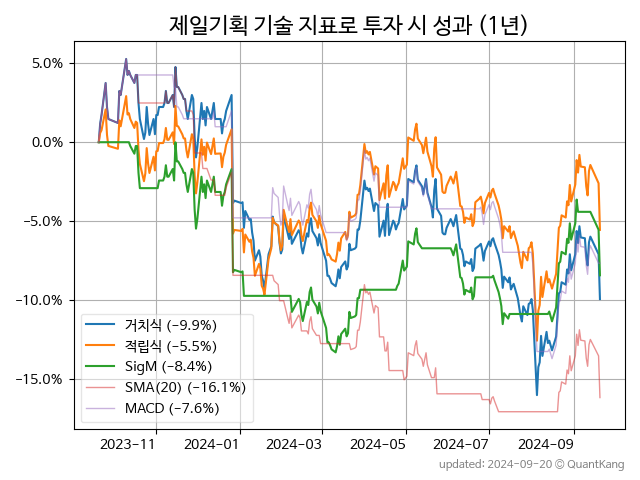 제일기획 기술 지표로 투자 시 성과 (1년)
5.0%
0.0%
−5.0%
−10.0%
−15.0%
거치식 (−9.9%)
적립식 (−5.5%)
SigM (−8.4%)
SMA(20) (−16.1%)
MACD (−7.6%)
2023−11 2024−01 2024−03 2024−05 2024−07 2024−09
updated: 2024−09−20 © QuantKang